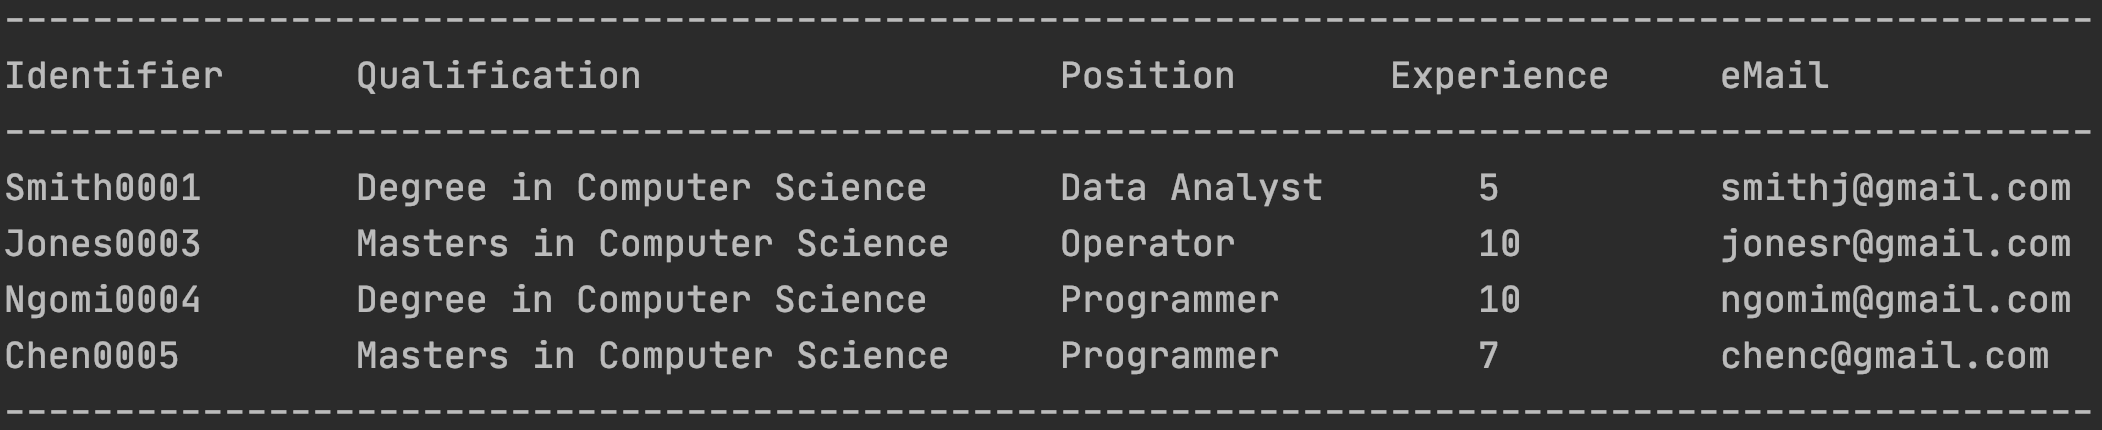 -----------------------------------------------------------------------------------------------
Identifier      Qualification                   Position       Experience     eMail
-----------------------------------------------------------------------------------------------
Smith0001       Degree in Computer Science      Data Analyst       5          smithj@gmail.com
Jones0003       Masters in Computer Science     Operator           10         jonesr@gmail.com
Ngomi0004       Degree in Computer Science      Programmer         10         ngomim@gmail.com
Chen0005        Masters in Computer Science     Programmer         7          chenc@gmail.com
-----------------------------------------------------------------------------------------------